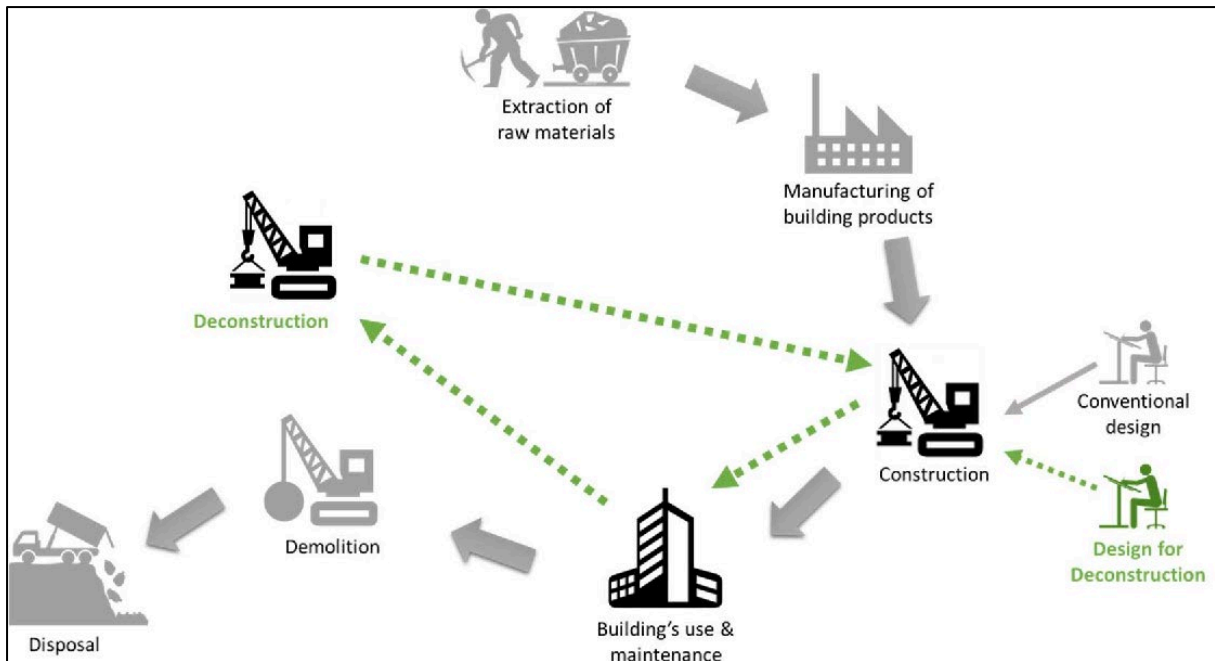 Extraction of
raw materials
Manufacturing of
building products
Deconstruction
Conventional
design
Construction
Demolition
Design for
Deconstruction
Building's use &
maintenance
Disposal